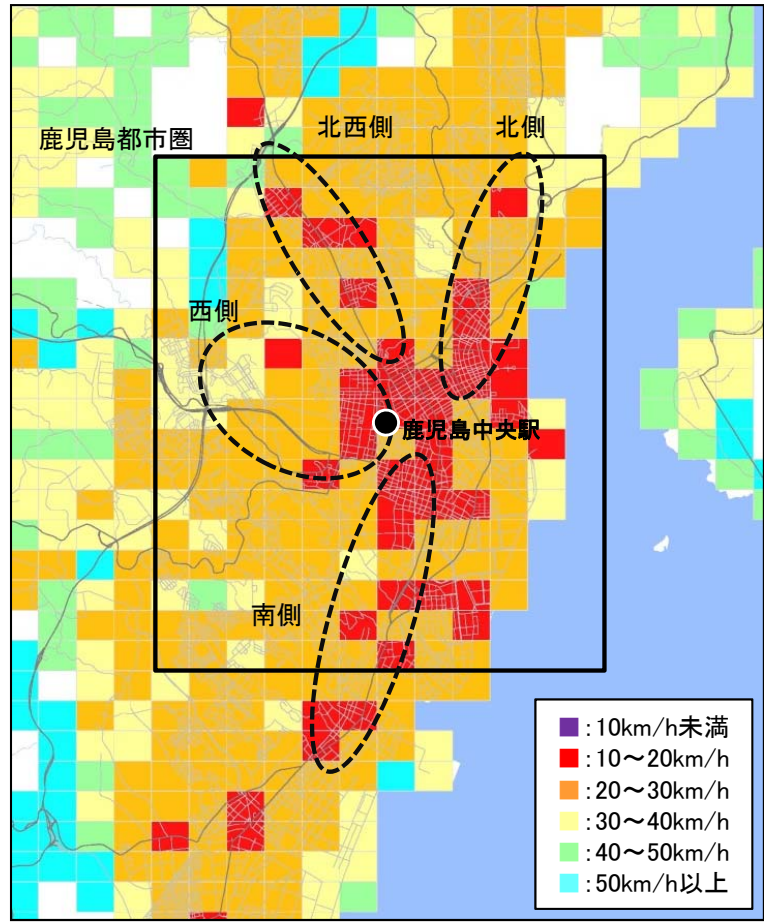 北西側
北側
鹿児島都市圏
西側
鹿児島中央駅
南側
:10km/h未満
:10～20km/h
:20～30km/h
:30～40km/h
:40～50km/h
:50km/h以上